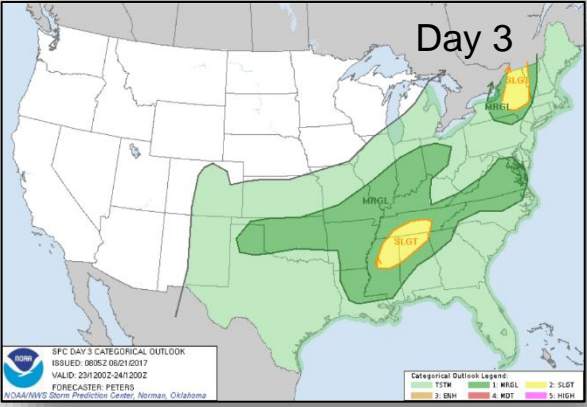 Day 3
SLGT
MRGL
MRGL
SLGT
NOAA
SPC DAY 3 CATEGORICAL OUTLOOK
ISSUED: 0805Z 06/21/2017
VALID: 23/1200Z-24/1200Z
FORECASTER: PETERS
NOAA/NWS Storm Prediction Center, Norman, Oklahoma
Categorical Outlook Legend:
TSTM 1: MRGL 2: SLGT
3: ENH 4: MDT 5: HIGH